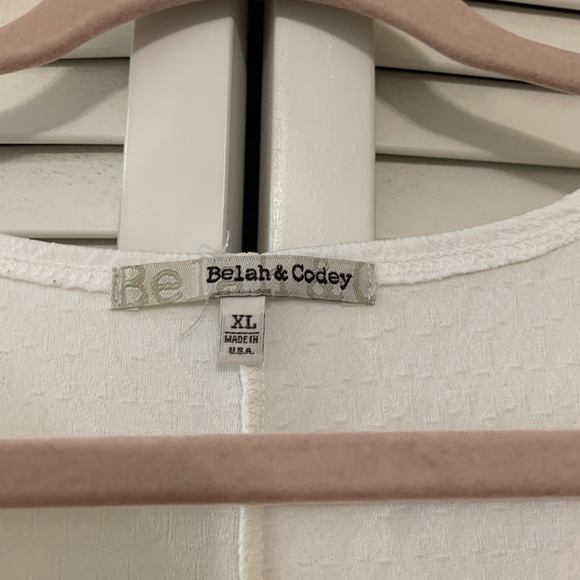 Be
Belah & Codey
XL
MADE IN
U.S.A.